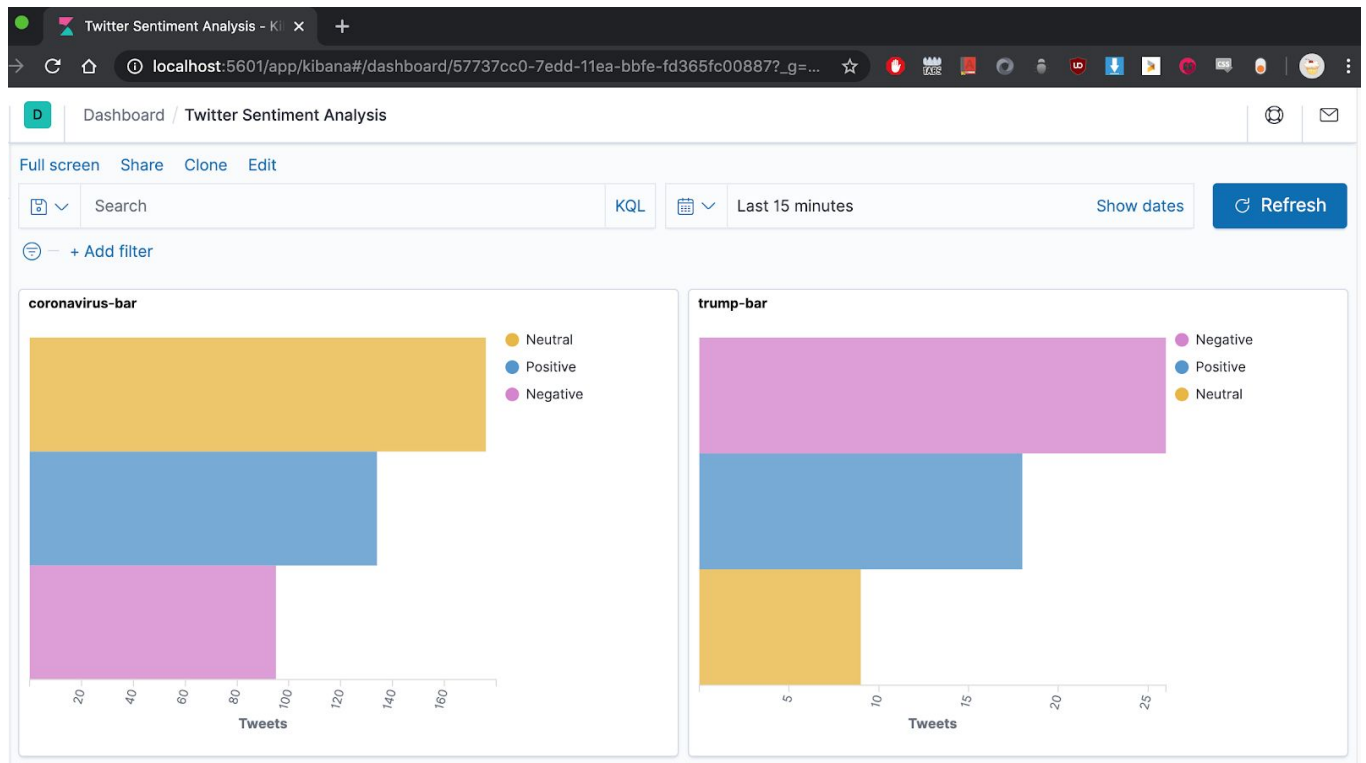 Twitter Sentiment Analysis - Ki
localhost:5601/app/kibana#/dashboard/57737cc0-7edd-11ea-bbfe-fd365fc00887?_g=...
TABS
UD
CSS
D
Dashboard / Twitter Sentiment Analysis
Full screen Share Clone Edit
Search KQL Last 15 minutes Show dates Refresh
+ Add filter
coronavirus-bar
Neutral
Positive
Negative
20 40 60 80 100 120 140 160
Tweets
trump-bar
Negative
Positive
Neutral
5 10 15 20 25
Tweets